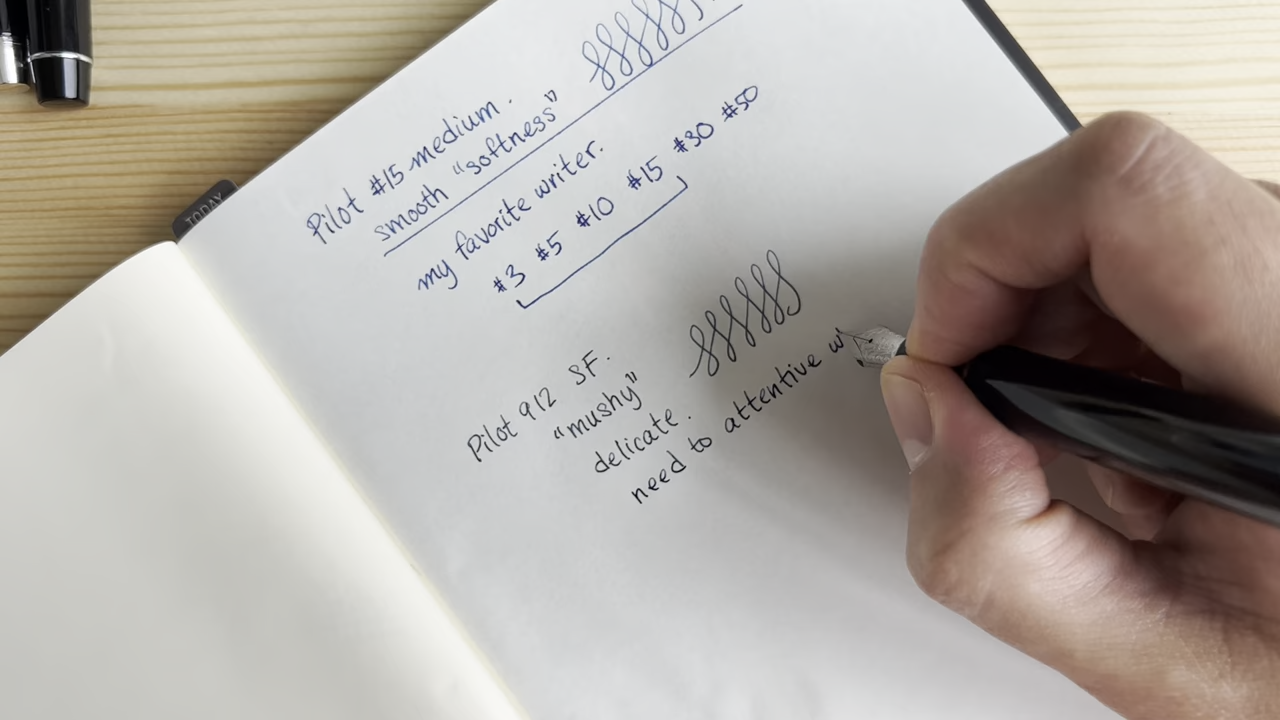 TODAY
Pilot #15 medium.
smooth "softness"
my favorite writer.
#3 #5 #10 #15 #30 #50
Pilot 912 SF.
"mushy"
delicate.
need to attentive w